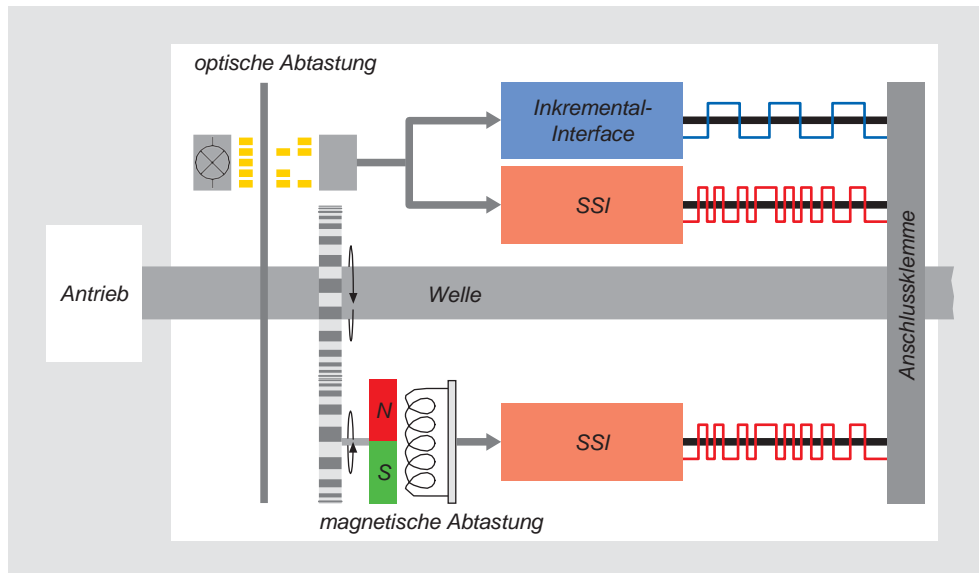 optische Abtastung
Inkremental-
Interface
SSI
Antrieb
Welle
Anschlussklemme
N
S
SSI
magnetische Abtastung